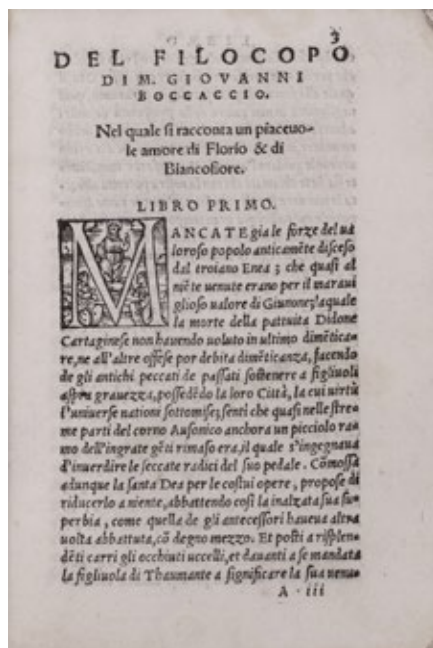 3
DEL FILOCOPO
DI M. GIOVANNI
BOCCACCIO.
Nel quale ſi racconta un piaceuo-
le amore di Florio & di
Biancofiore.
LIBRO PRIMO.
MANCATE gia le forze del ua
loroſo popolo anticamēte diſceſo
dal troiano Enea ; che quaſi al
niēte uenute erano per il maraui
glioſo ualore di Giunone; laquale
la morte della pattuita Didone
Cartagineſe non hauendo uoluto in ultimo dimētica-
re, ne all'altre offeſe por debita dimēticanza, facendo
de gli antichi peccati de paſſati ſoſtenere a figliuoli
aſpra grauezza, poſſedēdo la loro Città, la cui uirtù
l'uniuerſe nationi ſottomiſe; ſenti che quaſi nelle ſtre-
me parti del corno Auſonico anchora un picciolo ra-
mo dell'ingrate gēti rimaſo era, il quale s'ingegnaua
d'inuerdire le ſeccate radici del ſuo pedale. Cōmoſſa
adunque la ſanta Dea per le coſtui opere, propoſe di
riducerlo a niente, abbattendo coſi la inalzata ſua ſu-
perbia, come quella de gli anteceſſori haueua altra
uolta abbattuta, cō degno mezzo. Et poſti a riſplen-
dēti carri gli occhiuti uccelli, et dauanti a ſe mandata
la figliuola di Thaumante a ſignificare la ſua uenu-
A iii